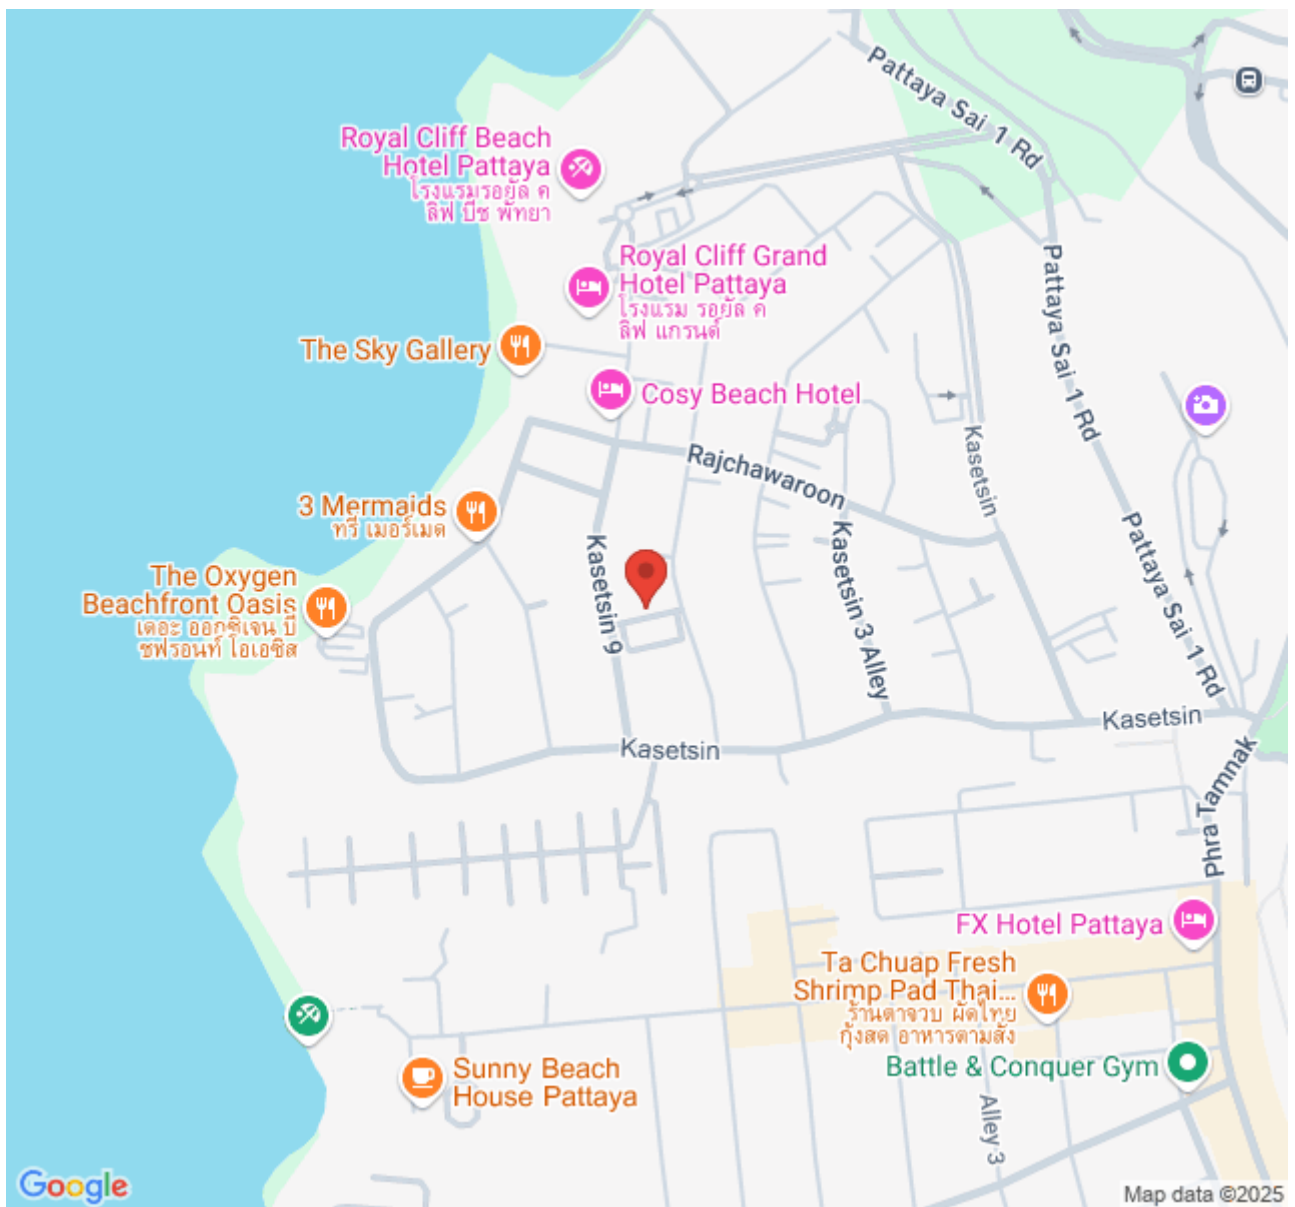 Pattaya Sai 1 Rd
Royal Cliff Beach
Hotel Pattaya
โรงแรมรอยัล ค
ลิฟ บีช พัทยา
Royal Cliff Grand
Hotel Pattaya
โรงแรม รอยัล ค
ลิฟ แกรนด์
Pattaya Sai 1 Rd
The Sky Gallery
Cosy Beach Hotel
Rajchawaroon
Kasetsin
3 Mermaids
ทรี เมอร์เมด
Kasetsin 9
Kasetsin 3 Alley
Pattaya Sai 1 Rd
The Oxygen
Beachfront Oasis
เดอะ ออกซิเจน บี
ชฟรอนท์ โอเอซิส
Kasetsin
Kasetsin
Phra Tamnak
FX Hotel Pattaya
Ta Chuap Fresh
Shrimp Pad Thai...
ร้านตาจวบ ผัดไทย
กุ้งสด อาหารตามสั่ง
Battle & Conquer Gym
Sunny Beach
House Pattaya
Alley 3
Google
Map data ©2025